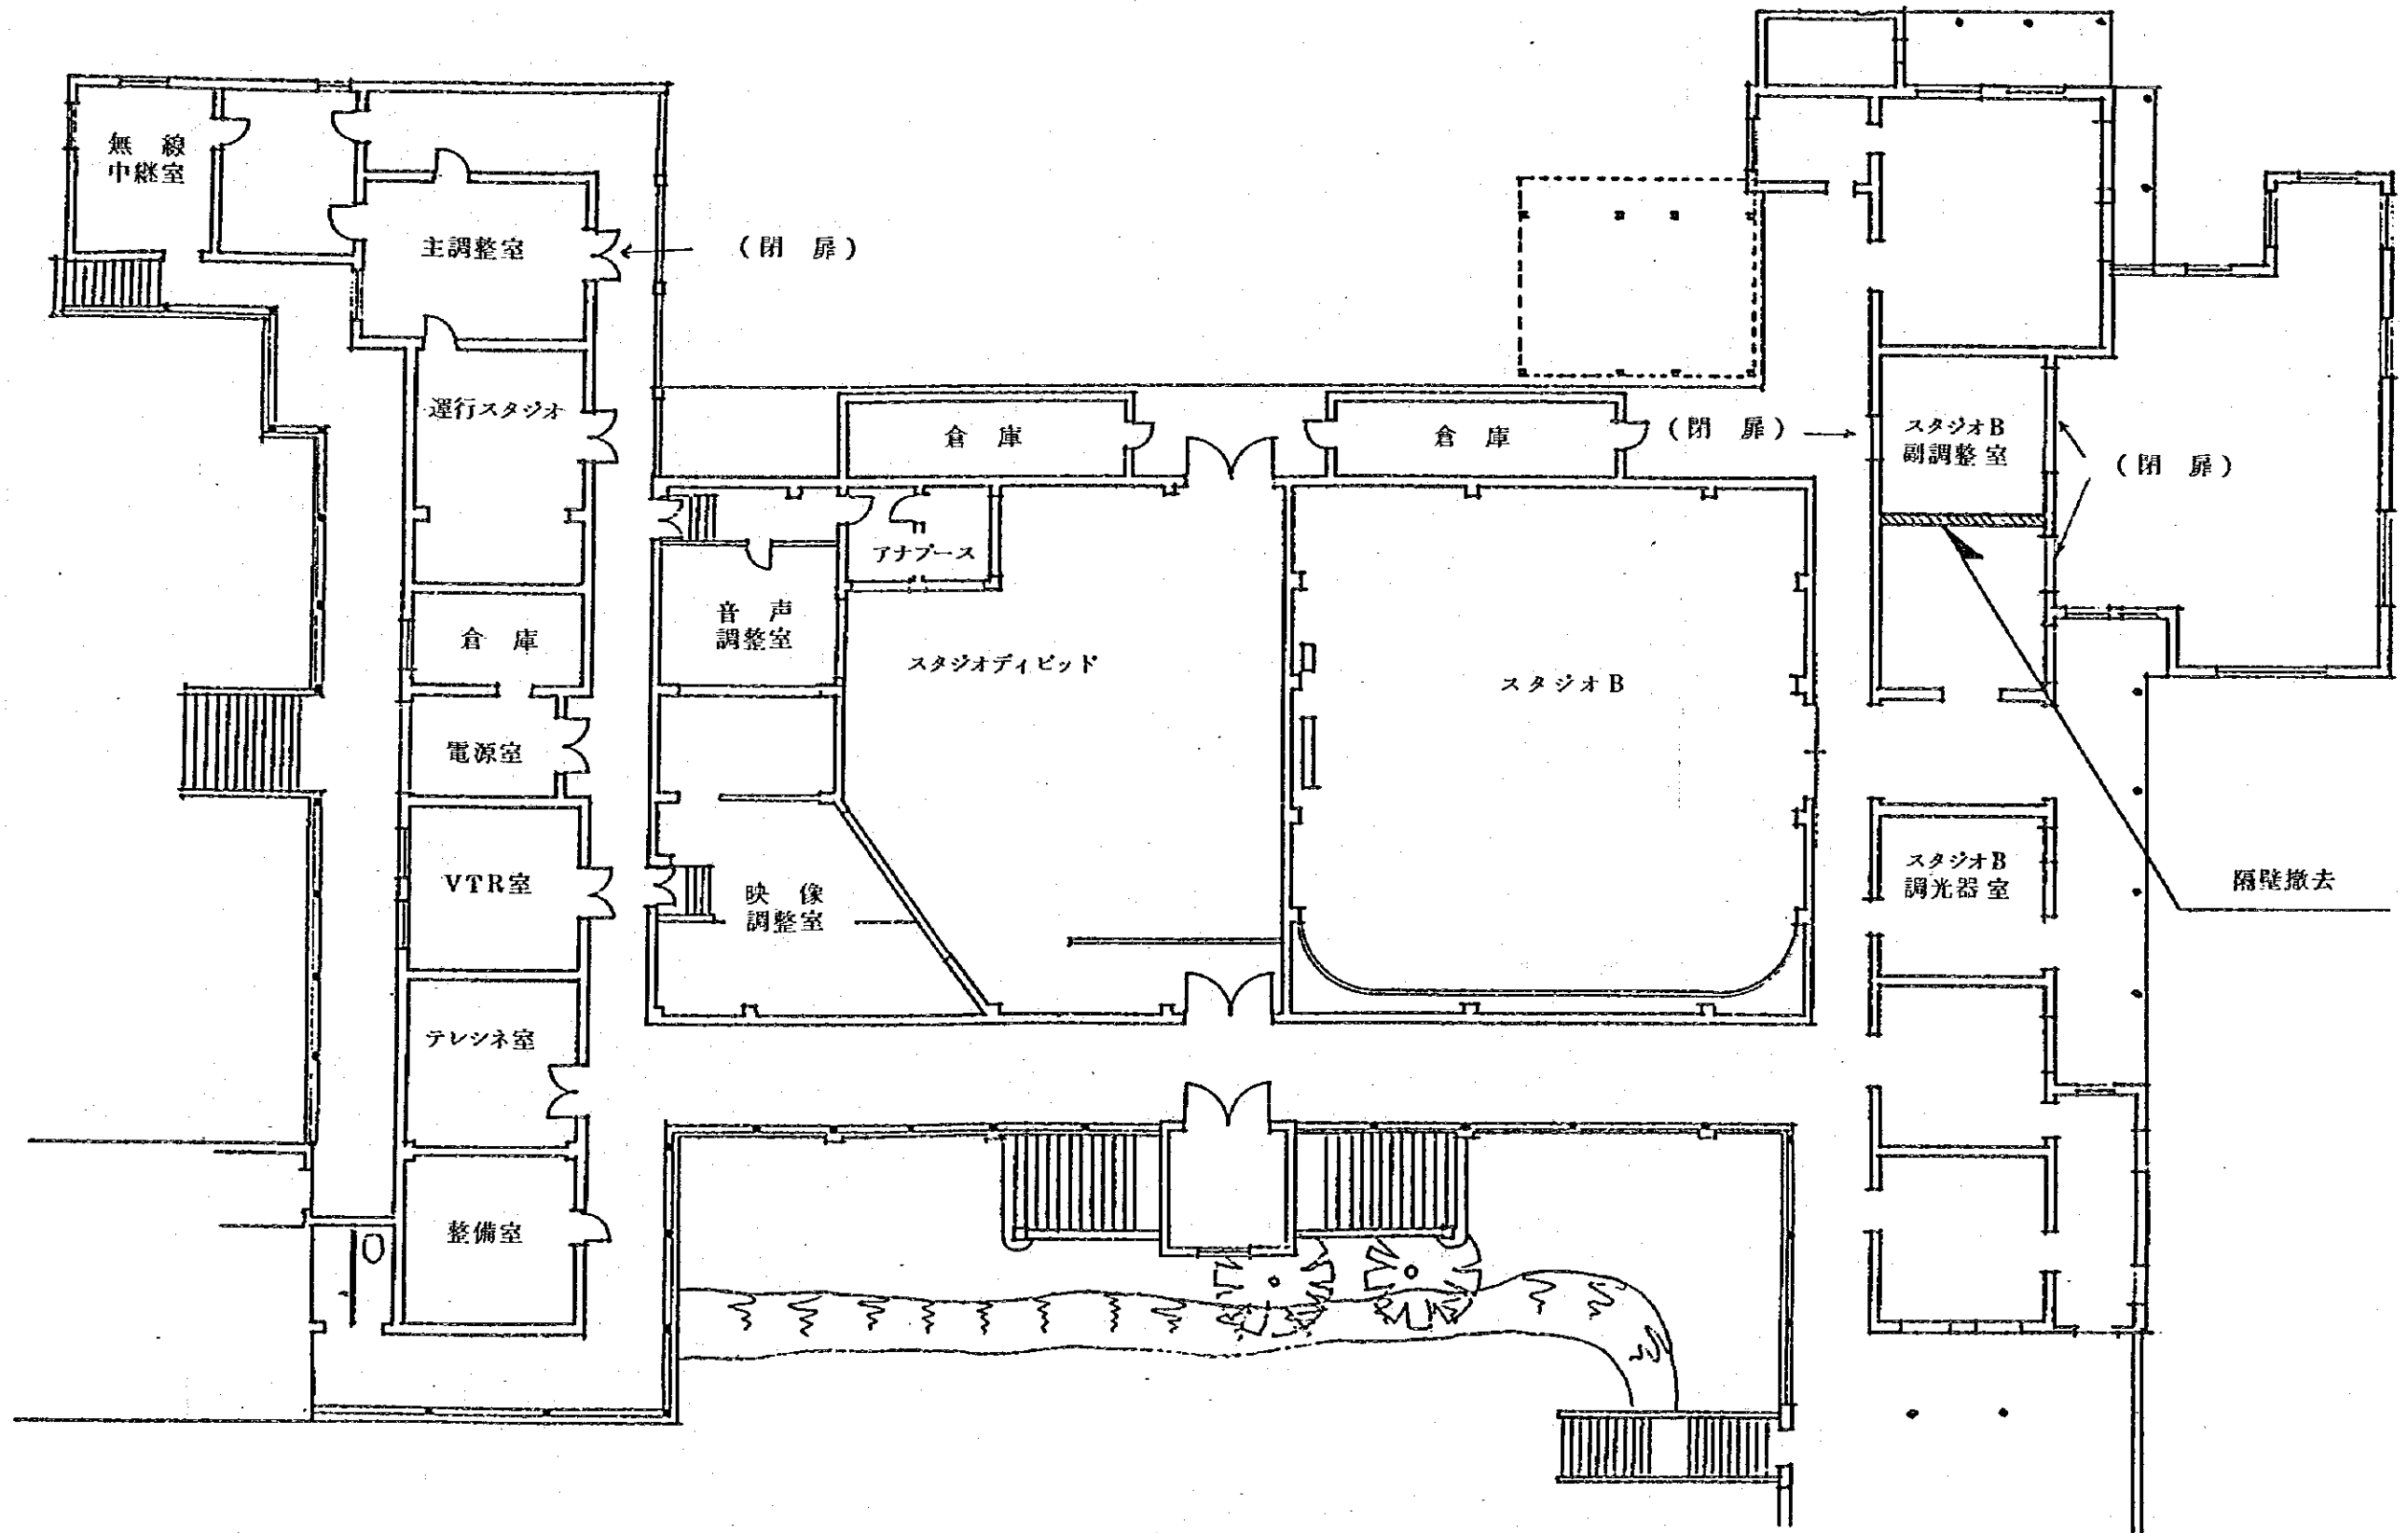 無線
中継室
主調整室
(閉扉)
運行スタジオ
倉庫
倉庫
(閉扉)
スタジオB
副調整室
(閉扉)
アナブース
音声
調整室
倉庫
スタジオディビッド
スタジオB
電源室
VTR室
映像
調整室
スタジオB
調光器室
隔壁撤去
テレシネ室
整備室